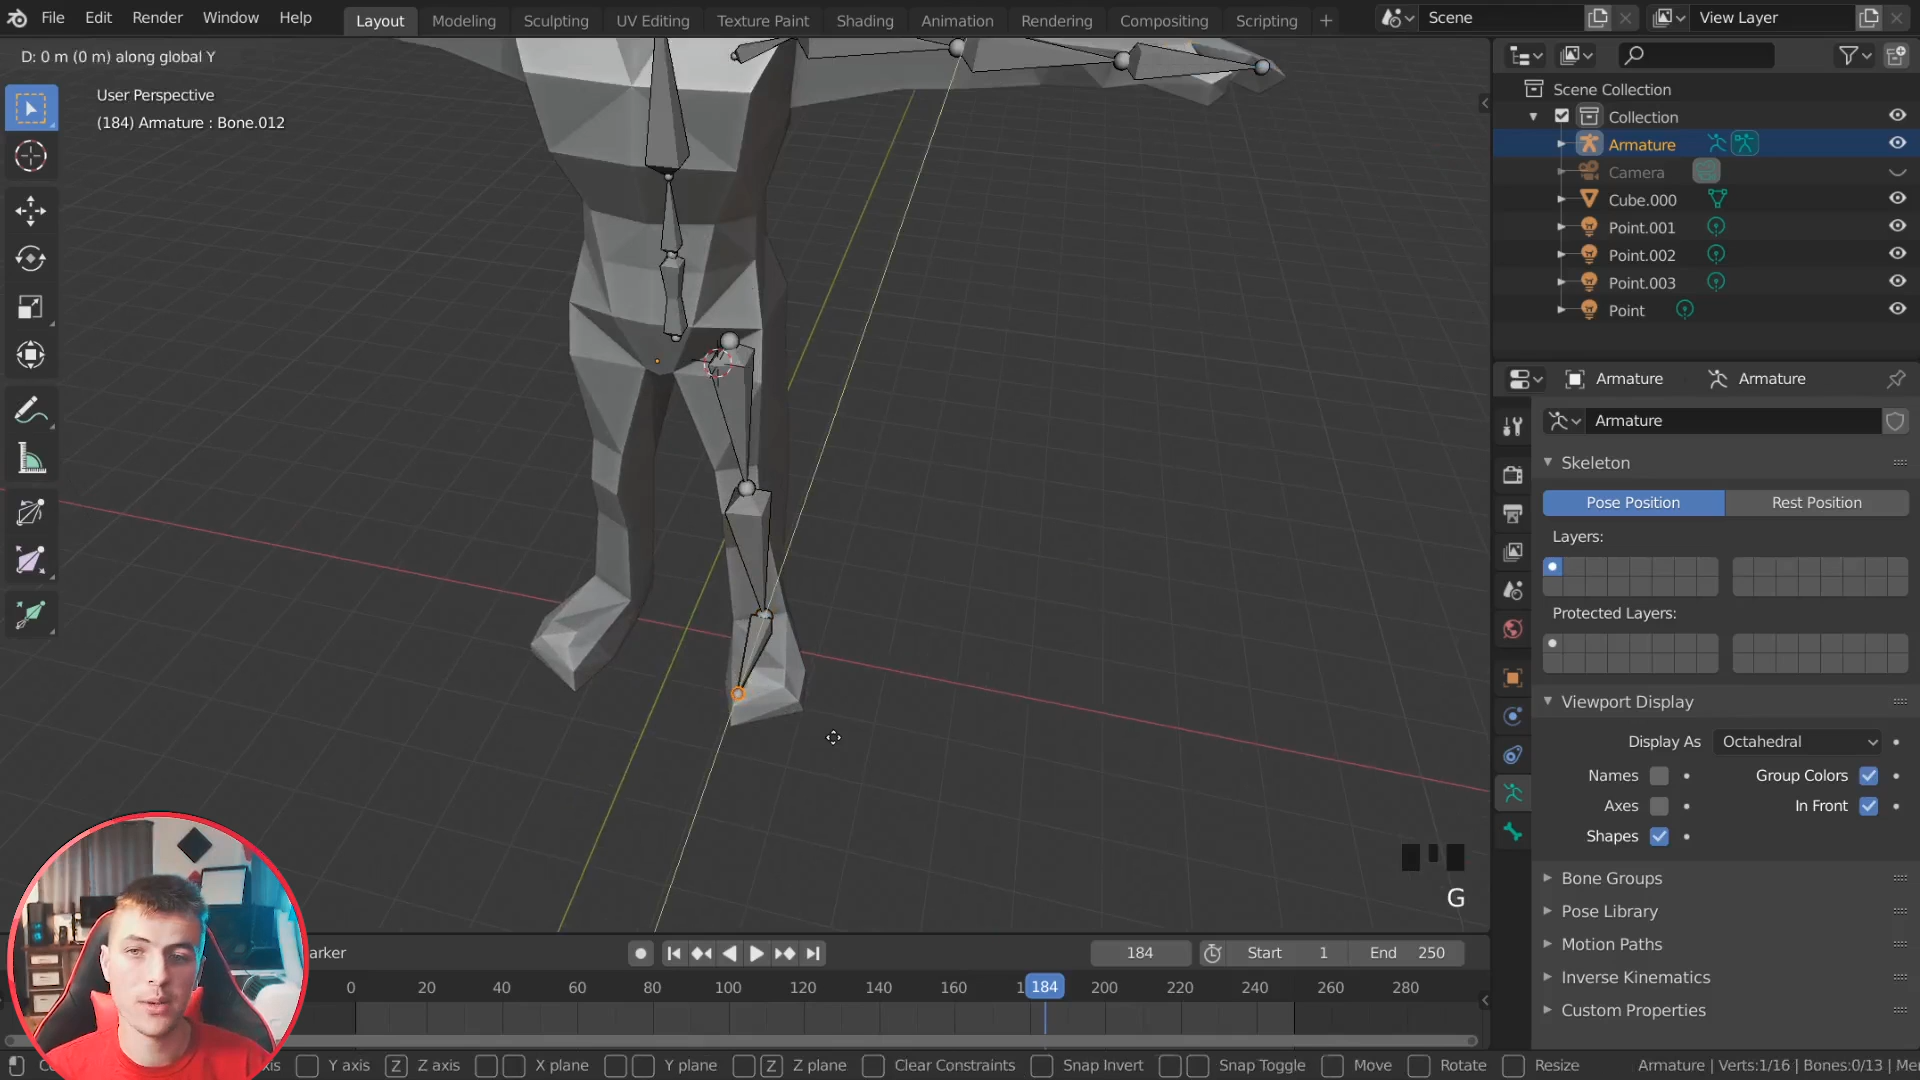 File Edit Render Window Help Layout Modeling Sculpting UV Editing Texture Paint Shading Animation Rendering Compositing Scripting + Scene View Layer
D: 0 m (0 m) along global Y
User Perspective
(184) Armature : Bone.012
Scene Collection
Collection
Armature
Camera
Cube.000
Point.001
Point.002
Point.003
Point
Armature Armature
Armature
Skeleton
Pose Position Rest Position
Layers:
Protected Layers:
Viewport Display
Display As Octahedral
Names Group Colors
Axes In Front
Shapes
Bone Groups
Pose Library
Motion Paths
Inverse Kinematics
Custom Properties
G
arker 184 Start 1 End 250
0 20 40 60 80 100 120 140 160 1 184 200 220 240 260 280
Y axis Z Z axis X plane Y plane Z Z plane Clear Constraints Snap Invert Snap Toggle Move Rotate Resize Armature | Verts:1/16 | Bones:0/13 | Me